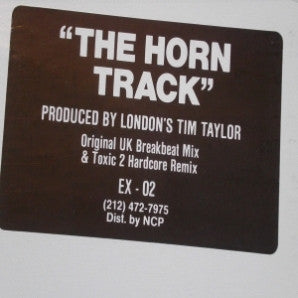 “THE HORN
TRACK”
PRODUCED BY LONDON'S TIM TAYLOR
Original UK Breakbeat Mix
& Toxic 2 Hardcore Remix
EX - 02
(212) 472-7975
Dist. by NCP